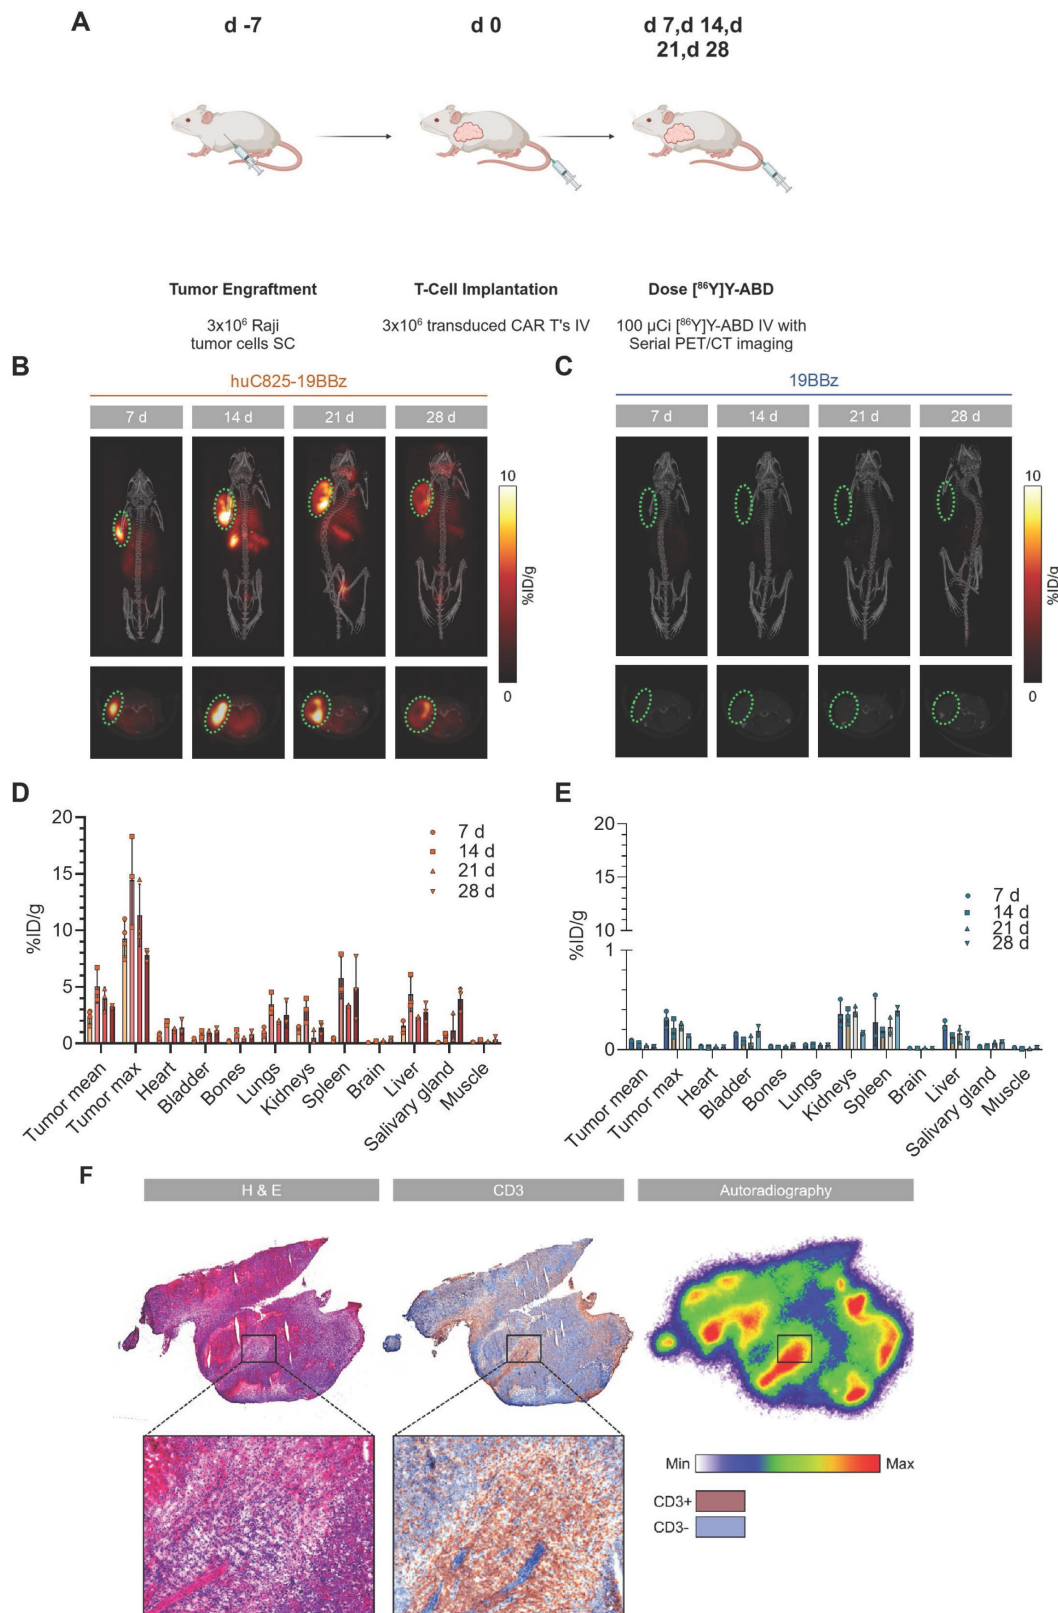 A
d -7
d 0
d 7,d 14,d
21,d 28
Tumor Engraftment
T-Cell Implantation
Dose [⁸⁶Y]Y-ABD
3x10⁶ Raji
tumor cells SC
3x10⁶ transduced CAR T's IV
100 µCi [⁸⁶Y]Y-ABD IV with
Serial PET/CT imaging
B
huC825-19BBz
7 d
14 d
21 d
28 d
10
%ID/g
0
C
19BBz
7 d
14 d
21 d
28 d
10
%ID/g
0
D
20
15
10
5
0
%ID/g
7 d
14 d
21 d
28 d
Tumor mean
Tumor max
Heart
Bladder
Bones
Lungs
Kidneys
Spleen
Brain
Liver
Salivary gland
Muscle
E
20
15
10
1
0
%ID/g
7 d
14 d
21 d
28 d
Tumor mean
Tumor max
Heart
Bladder
Bones
Lungs
Kidneys
Spleen
Brain
Liver
Salivary gland
Muscle
F
H & E
CD3
Autoradiography
Min
Max
CD3+
CD3-